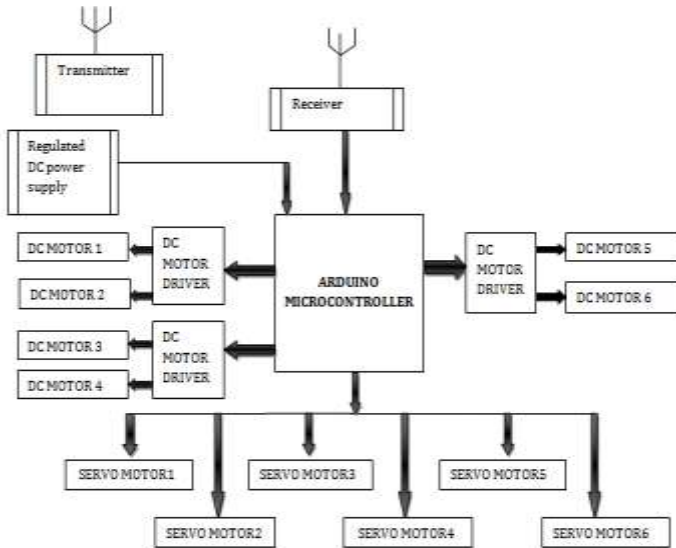 Transmitter
Receiver
Regulated
DC power
supply
DC MOTOR 1
DC MOTOR 2
DC
MOTOR
DRIVER
DC MOTOR 3
DC MOTOR 4
DC
MOTOR
DRIVER
ARDUINO
MICROCONTROLLER
DC
MOTOR
DRIVER
DC MOTOR 5
DC MOTOR 6
SERVO MOTOR1
SERVO MOTOR3
SERVO MOTOR5
SERVO MOTOR2
SERVO MOTOR4
SERVO MOTOR6